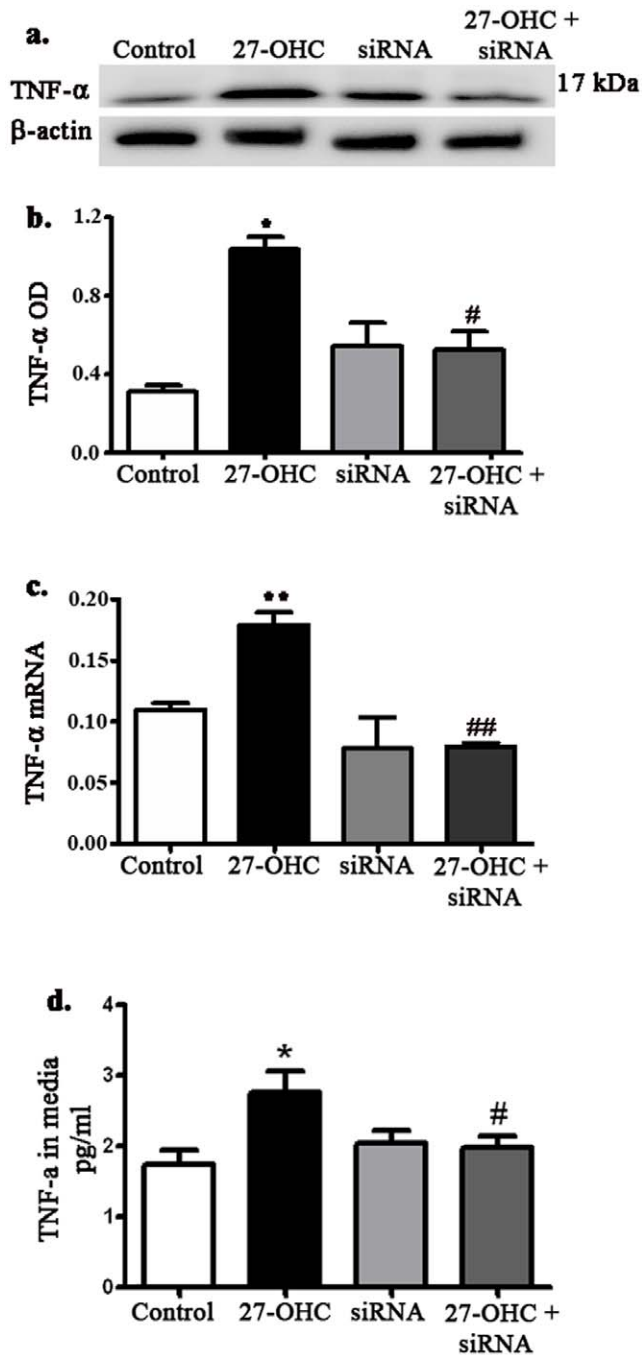 a.
Control 27-OHC siRNA 27-OHC +
siRNA
TNF-α 17 kDa
β-actin
b.
1.2
0.8
0.4
0.0
TNF-α OD
*
#
Control 27-OHC siRNA 27-OHC +
siRNA
c.
0.20
0.15
0.10
0.05
0.00
TNF-α mRNA
**
##
Control 27-OHC siRNA 27-OHC +
siRNA
d.
4
3
2
1
0
TNF-a in media
pg/ml
*
#
Control 27-OHC siRNA 27-OHC +
siRNA